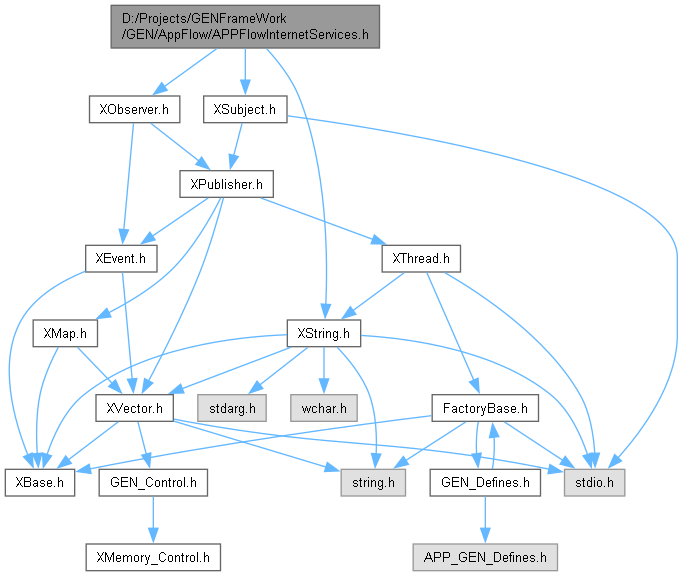 D:/Projects/GENFrameWork
/GEN/AppFlow/APPFlowInternetServices.h
XObserver.h
XSubject.h
XPublisher.h
XEvent.h
XThread.h
XMap.h
XString.h
XVector.h
stdarg.h
wchar.h
FactoryBase.h
XBase.h
GEN_Control.h
string.h
GEN_Defines.h
stdio.h
XMemory_Control.h
APP_GEN_Defines.h